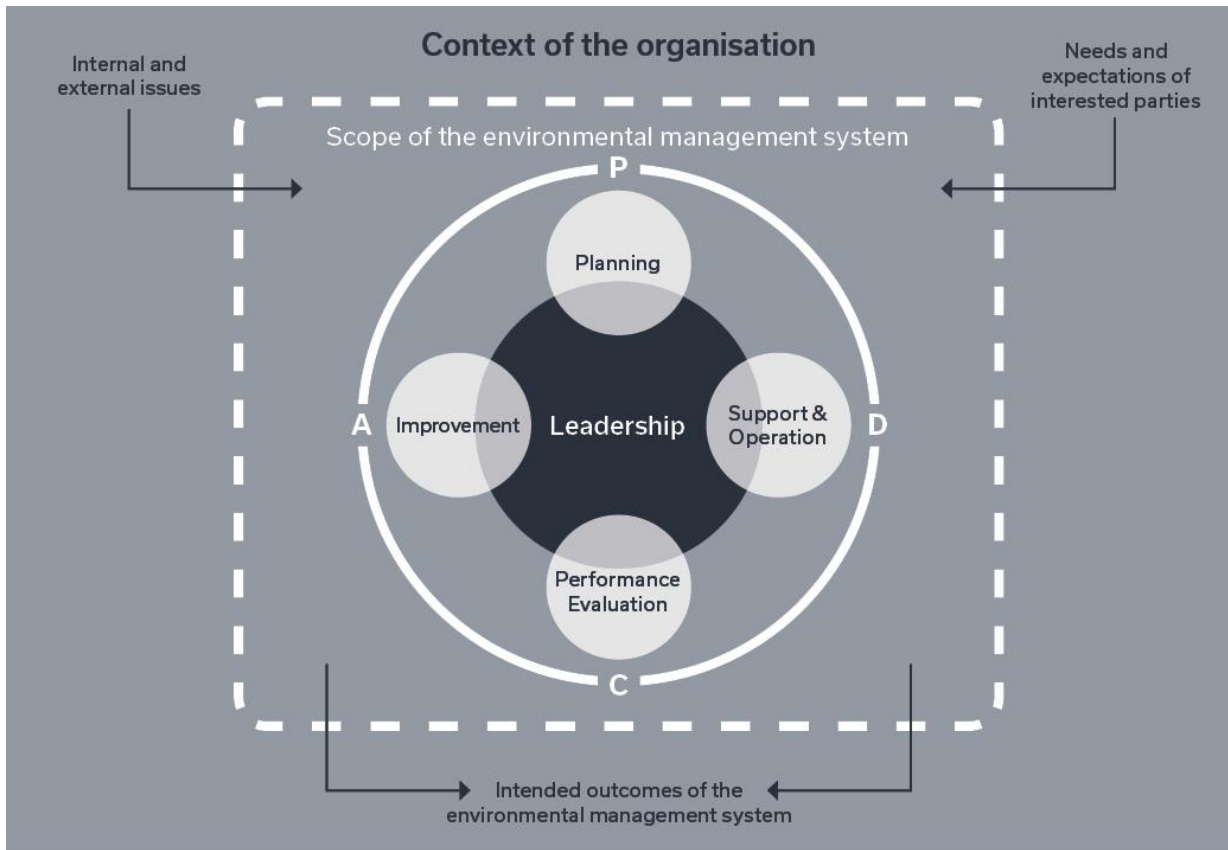 Context of the organisation
Internal and
external issues
Needs and
expectations of
interested parties
Scope of the environmental management system
P
Planning
A
Improvement
Leadership
Support &
Operation
D
Performance
Evaluation
C
Intended outcomes of the
environmental management system